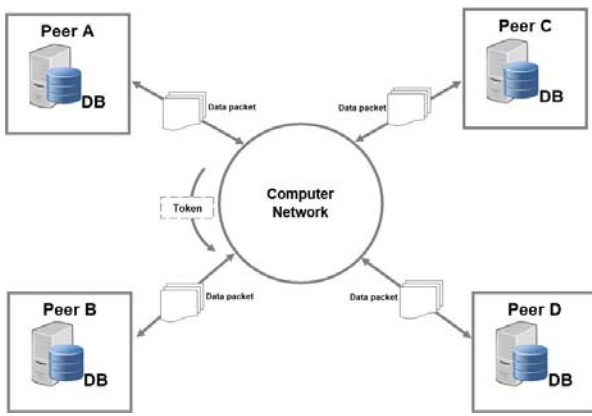 Peer A
DB
Data packet
Peer C
DB
Data packet
Computer
Network
Token
Peer B
DB
Data packet
Peer D
DB
Data packet